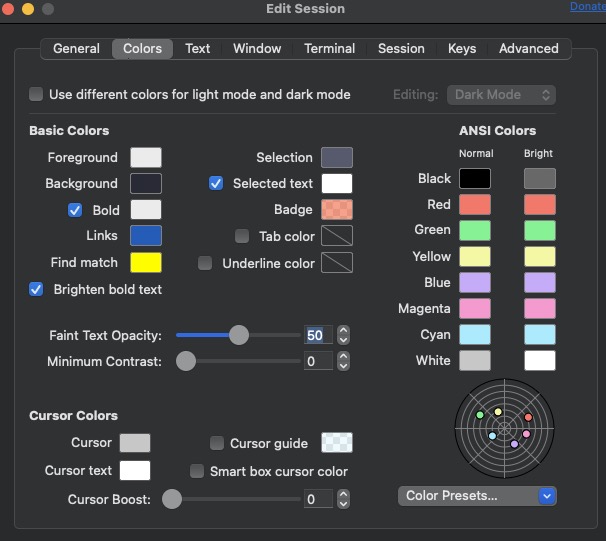 Edit Session
Donate
General Colors Text Window Terminal Session Keys Advanced
Use different colors for light mode and dark mode
Editing: Dark Mode
Basic Colors
Foreground
Background
Bold
Links
Find match
Brighten bold text
Selection
Selected text
Badge
Tab color
Underline color
Faint Text Opacity: 50
Minimum Contrast: 0
Cursor Colors
Cursor
Cursor text
Cursor guide
Smart box cursor color
Cursor Boost: 0
ANSI Colors
Normal Bright
Black
Red
Green
Yellow
Blue
Magenta
Cyan
White
Color Presets...